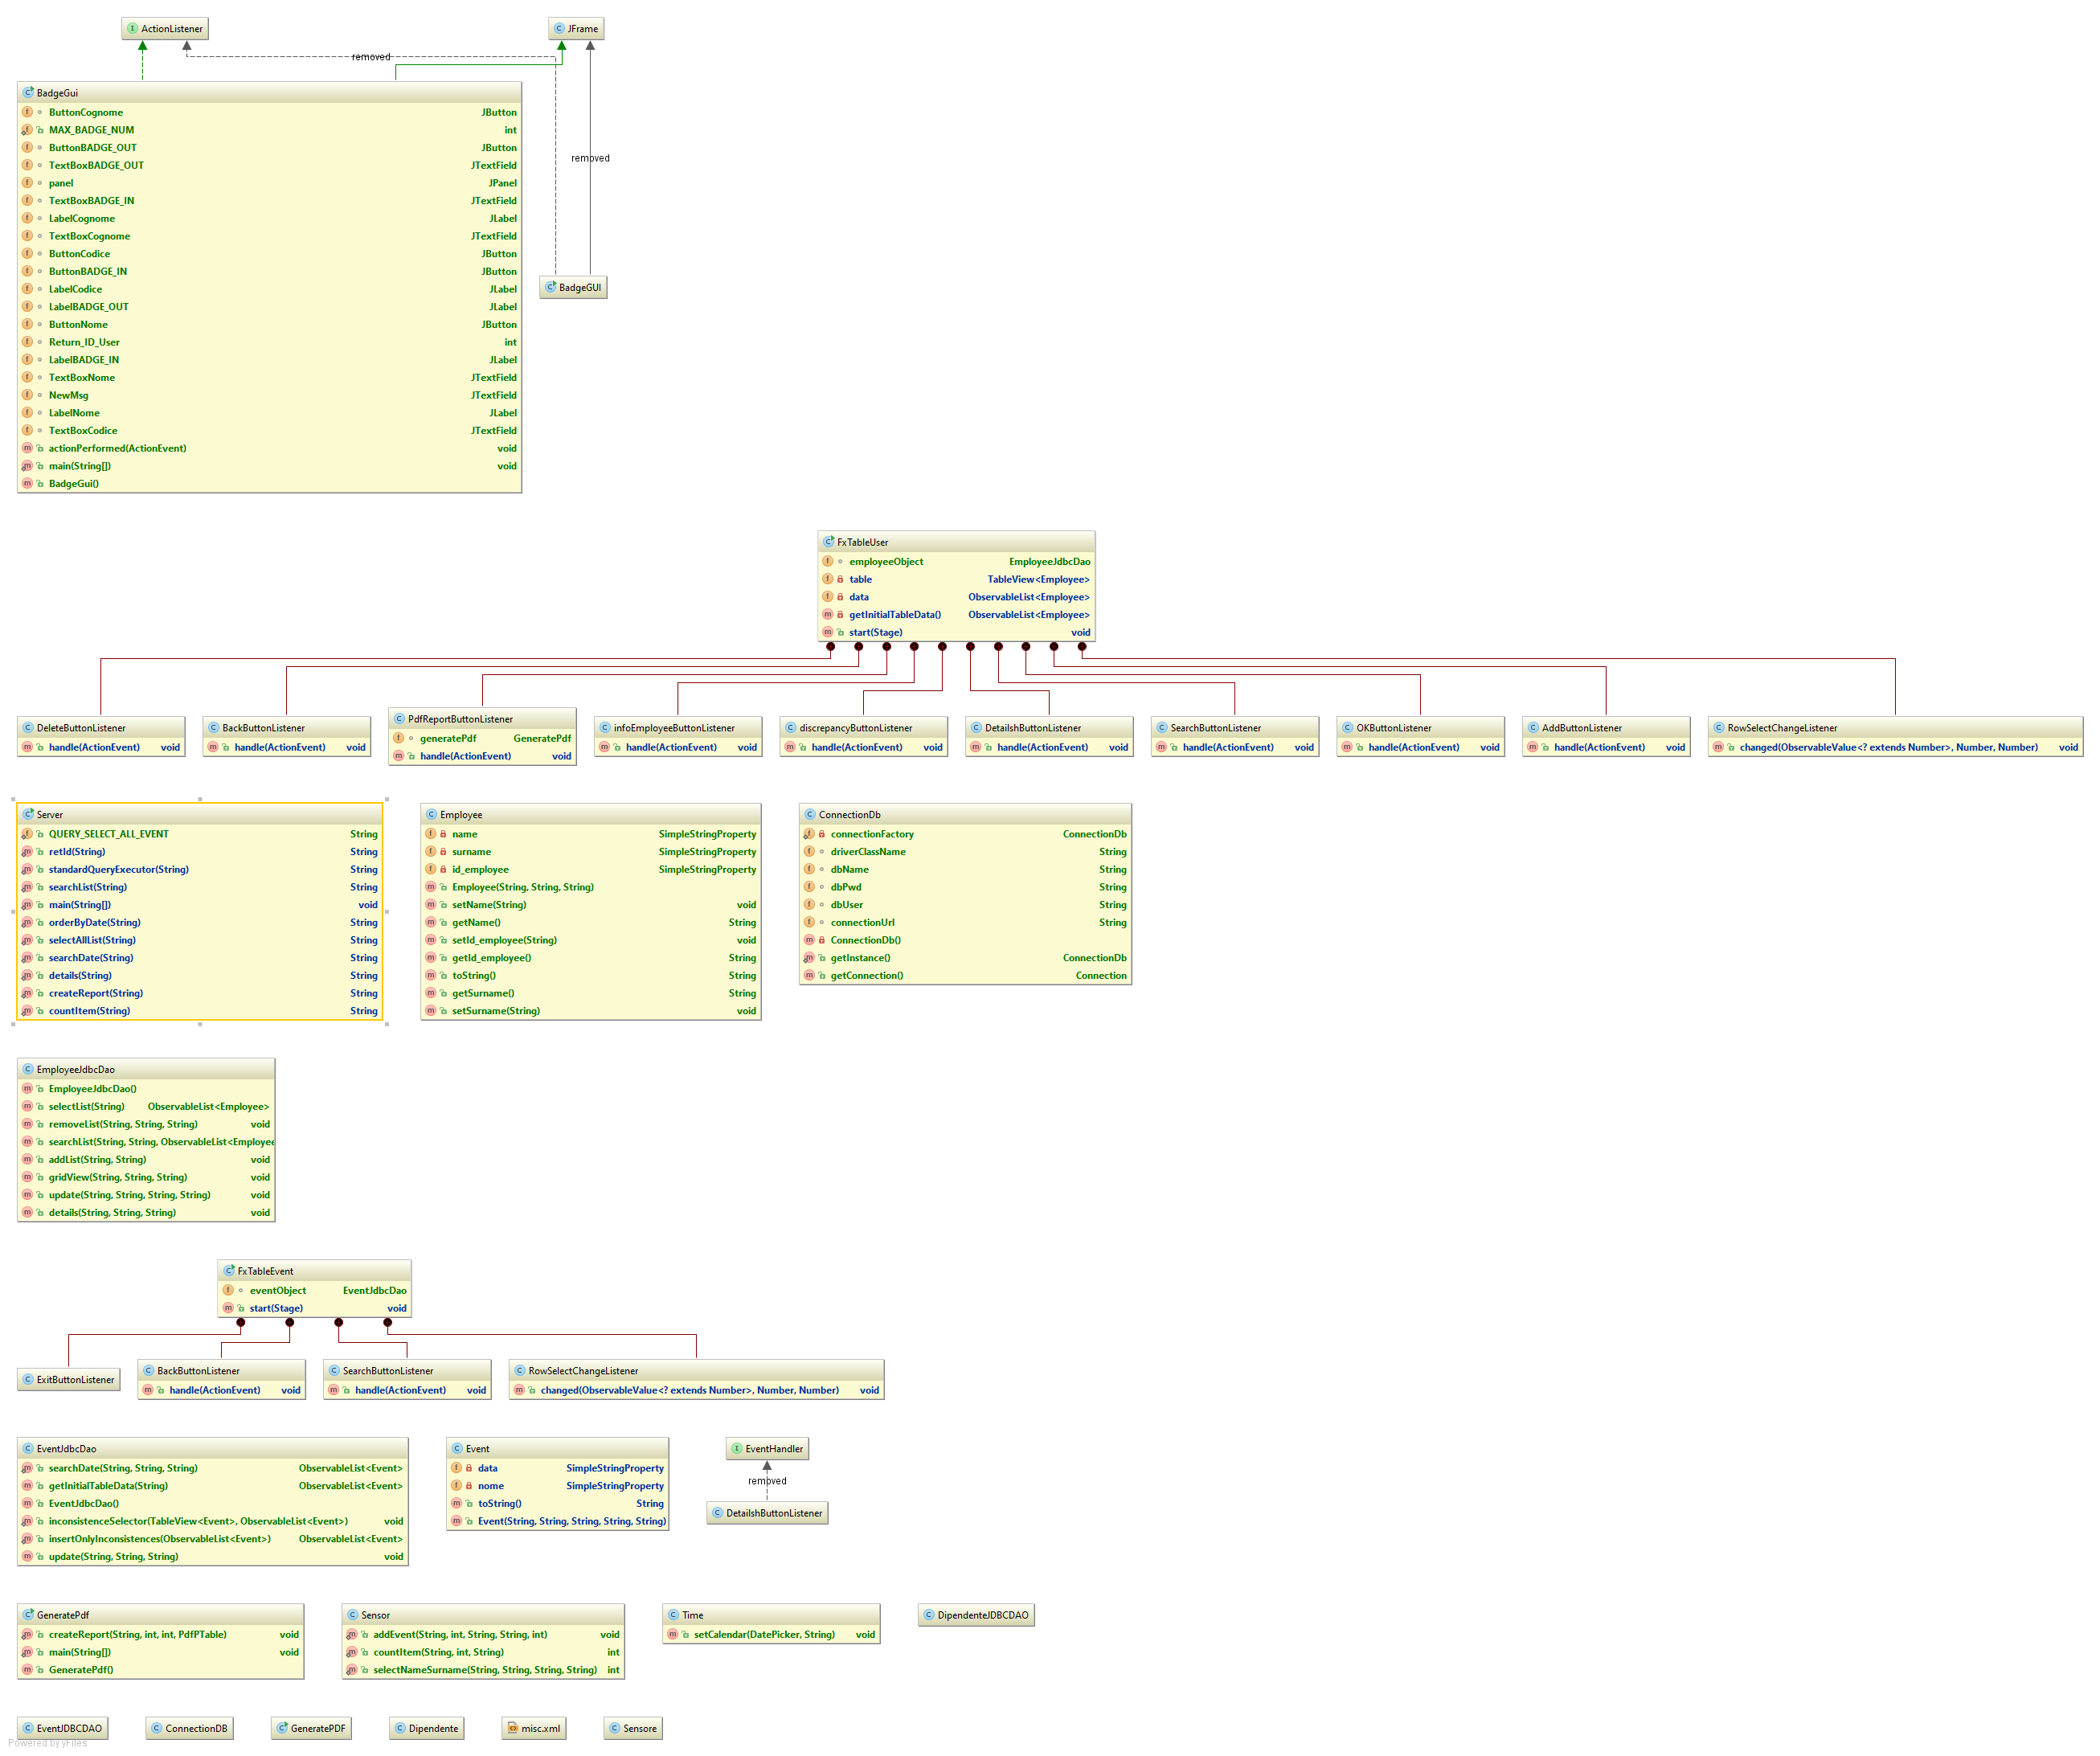 ActionListener
JFrame
removed
BadgeGui
ButtonCognome JButton
MAX_BADGE_NUM int
ButtonBADGE_OUT JButton
TextBoxBADGE_OUT JTextField
removed
panel JPanel
TextBoxBADGE_IN JTextField
LabelCognome JLabel
TextBoxCognome JTextField
ButtonCodice JButton
ButtonBADGE_IN JButton
LabelCodice JLabel
BadgeGUI
LabelBADGE_OUT JLabel
ButtonNome JButton
Return_ID_User int
LabelBADGE_IN JLabel
TextBoxNome JTextField
NewMsg JTextField
LabelNome JLabel
TextBoxCodice JTextField
actionPerformed(ActionEvent) void
main(String[]) void
BadgeGui()
FxTableUser
employeeObject EmployeeJdbcDao
table TableView<Employee>
data ObservableList<Employee>
getInitialTableData() ObservableList<Employee>
start(Stage) void
DeleteButtonListener
handle(ActionEvent) void
BackButtonListener
handle(ActionEvent) void
PdfReportButtonListener
generatePdf GeneratePdf
handle(ActionEvent) void
infoEmployeeButtonListener
handle(ActionEvent) void
discrepancyButtonListener
handle(ActionEvent) void
DetailshButtonListener
handle(ActionEvent) void
SearchButtonListener
handle(ActionEvent) void
OKButtonListener
handle(ActionEvent) void
AddButtonListener
handle(ActionEvent) void
RowSelectChangeListener
changed(ObservableValue<? extends Number>, Number, Number) void
Server
QUERY_SELECT_ALL_EVENT String
retId(String) String
standardQueryExecutor(String) String
searchList(String) String
main(String[]) void
orderByDate(String) String
selectAllList(String) String
searchDate(String) String
details(String) String
createReport(String) String
countItem(String) String
Employee
name SimpleStringProperty
surname SimpleStringProperty
id_employee SimpleStringProperty
Employee(String, String, String)
setName(String) void
getName() String
setId_employee(String) void
getId_employee() String
toString() String
getSurname() String
setSurname(String) void
ConnectionDb
connectionFactory ConnectionDb
driverClassName String
dbName String
dbPwd String
dbUser String
connectionUrl String
ConnectionDb()
getInstance() ConnectionDb
getConnection() Connection
EmployeeJdbcDao
EmployeeJdbcDao()
selectList(String) ObservableList<Employee>
removeList(String, String, String) void
searchList(String, String, ObservableList<Employee
addList(String, String) void
gridView(String, String, String) void
update(String, String, String, String) void
details(String, String, String) void
FxTableEvent
eventObject EventJdbcDao
start(Stage) void
ExitButtonListener
BackButtonListener
handle(ActionEvent) void
SearchButtonListener
handle(ActionEvent) void
RowSelectChangeListener
changed(ObservableValue<? extends Number>, Number, Number) void
EventJdbcDao
searchDate(String, String, String) ObservableList<Event>
getInitialTableData(String) ObservableList<Event>
EventJdbcDao()
inconsistenceSelector(TableView<Event>, ObservableList<Event>) void
insertOnlyInconsistences(ObservableList<Event>) ObservableList<Event>
update(String, String, String) void
Event
data SimpleStringProperty
nome SimpleStringProperty
toString() String
Event(String, String, String, String, String)
EventHandler
removed
DetailshButtonListener
GeneratePdf
createReport(String, int, int, PdfPTable) void
main(String[]) void
GeneratePdf()
Sensor
addEvent(String, int, String, String, int) void
countItem(String, int, String) int
selectNameSurname(String, String, String, String) int
Time
setCalendar(DatePicker, String) void
DipendenteJDBCDAO
EventJDBCDAO
ConnectionDB
GeneratePDF
Dipendente
misc.xml
Sensore
Powered by yFiles